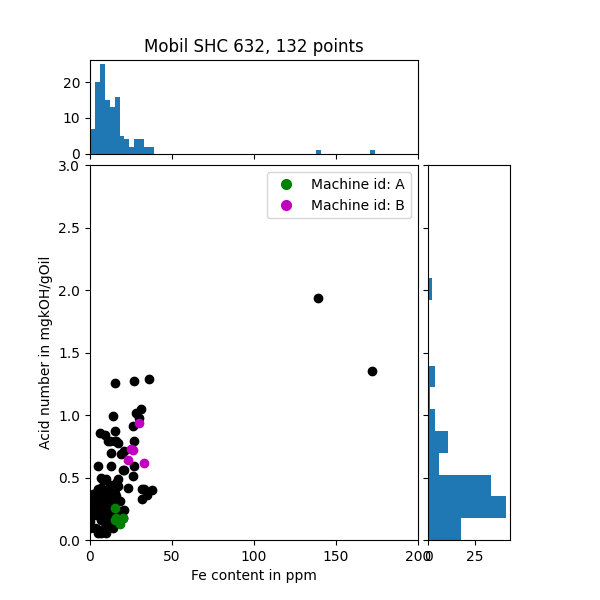 Mobil SHC 632, 132 points
20
10
0
3.0
2.5
2.0
1.5
1.0
0.5
0.0
Acid number in mgkOH/gOil
Machine id: A
Machine id: B
0 50 100 150 200
0 25
Fe content in ppm